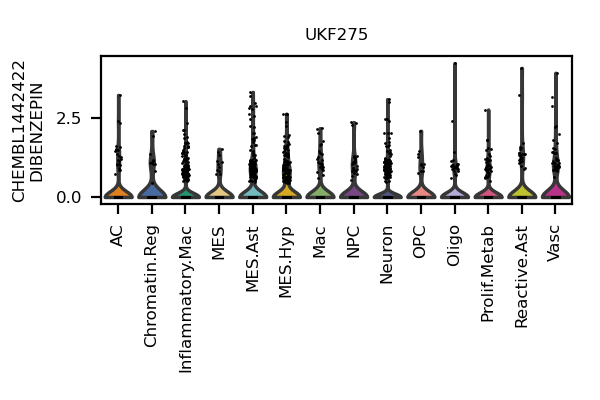 UKF275
CHEMBL1442422
DIBENZEPIN
2.5
0.0
AC
Chromatin.Reg
Inflammatory.Mac
MES
MES.Ast
MES.Hyp
Mac
NPC
Neuron
OPC
Oligo
Prolif.Metab
Reactive.Ast
Vasc